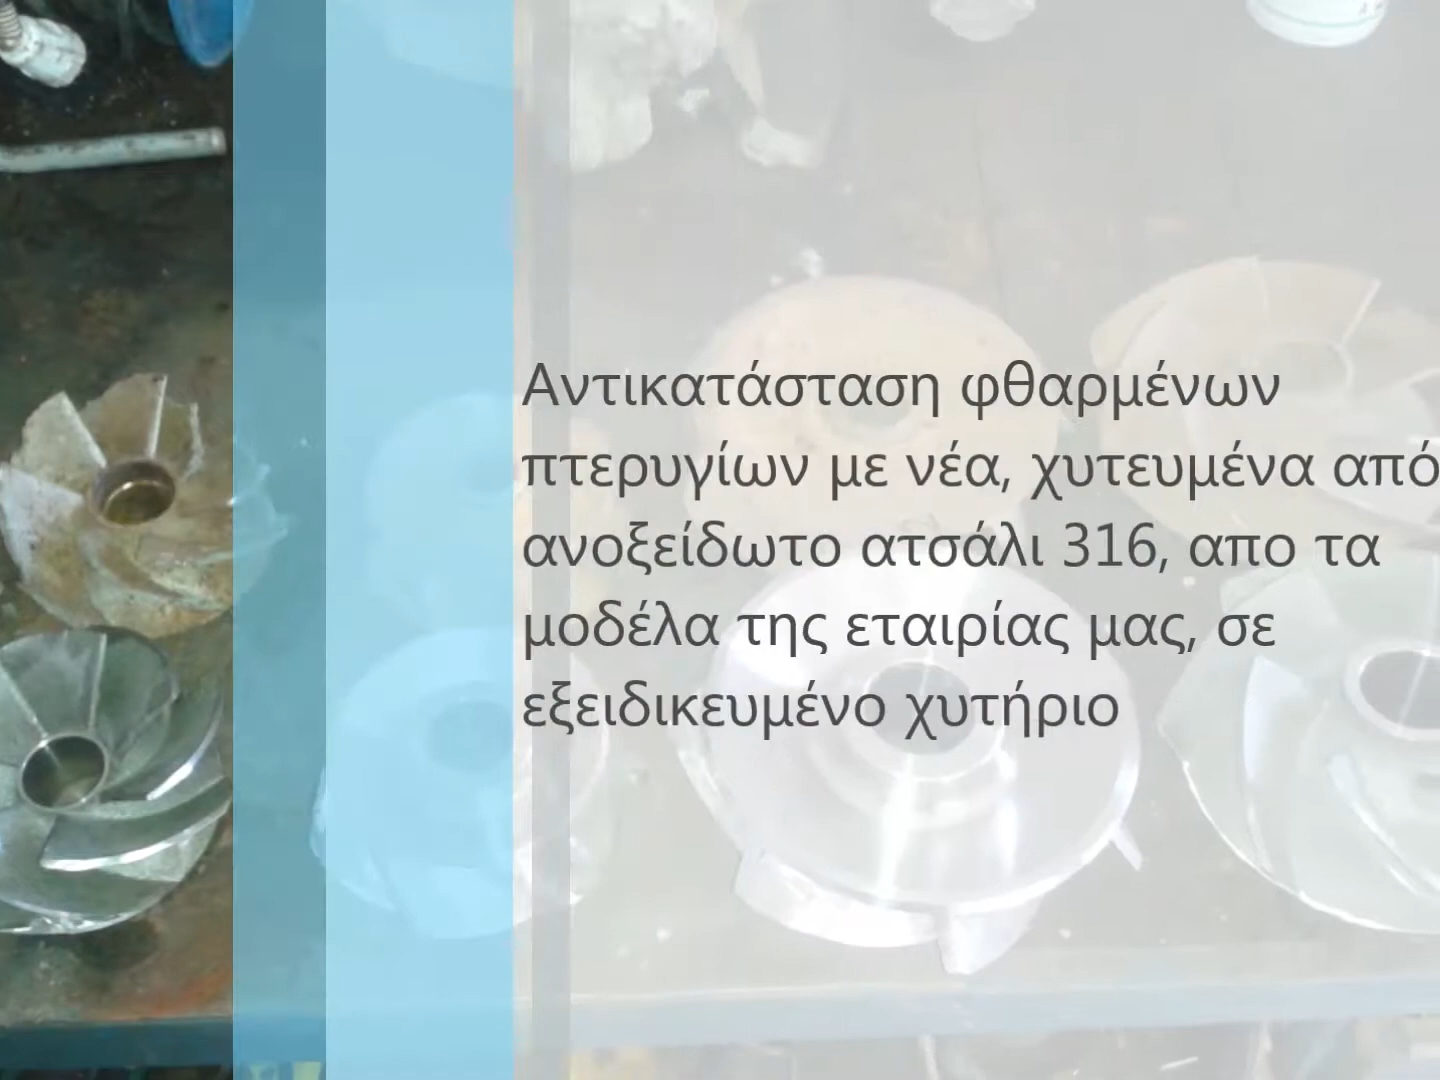 Αντικατάσταση φθαρμένων
πτερυγίων με νέα, χυτευμένα από
ανοξείδωτο ατσάλι 316, απο τα
μοδέλα της εταιρίας μας, σε
εξειδικευμένο χυτήριο